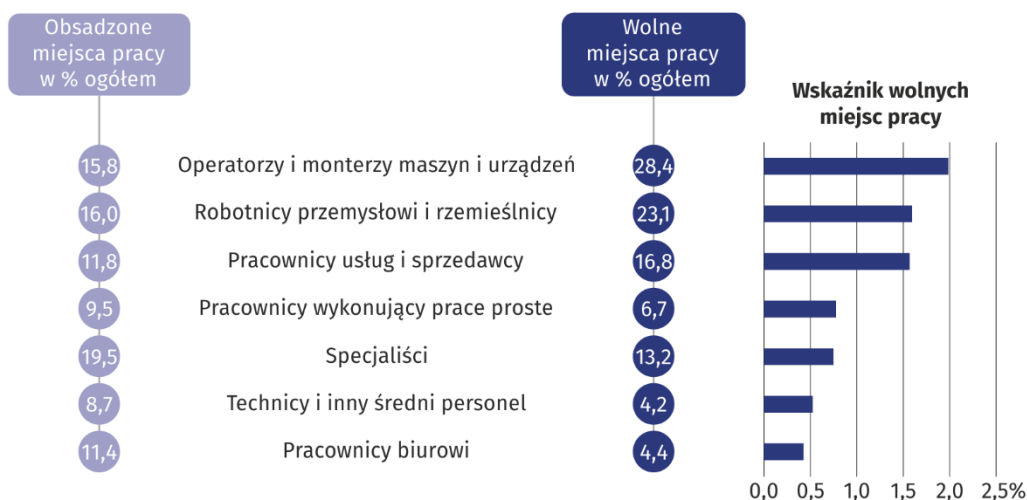 Obsadzone
miejsca pracy
w % ogółem
Wolne
miejsca pracy
w % ogółem
Wskaźnik wolnych
miejsc pracy
15,8 Operatorzy i monterzy maszyn i urządzeń 28,4
16,0 Robotnicy przemysłowi i rzemieślnicy 23,1
11,8 Pracownicy usług i sprzedawcy 16,8
9,5 Pracownicy wykonujący prace proste 6,7
19,5 Specjaliści 13,2
8,7 Technicy i inny średni personel 4,2
11,4 Pracownicy biurowi 4,4
0,0 0,5 1,0 1,5 2,0 2,5%